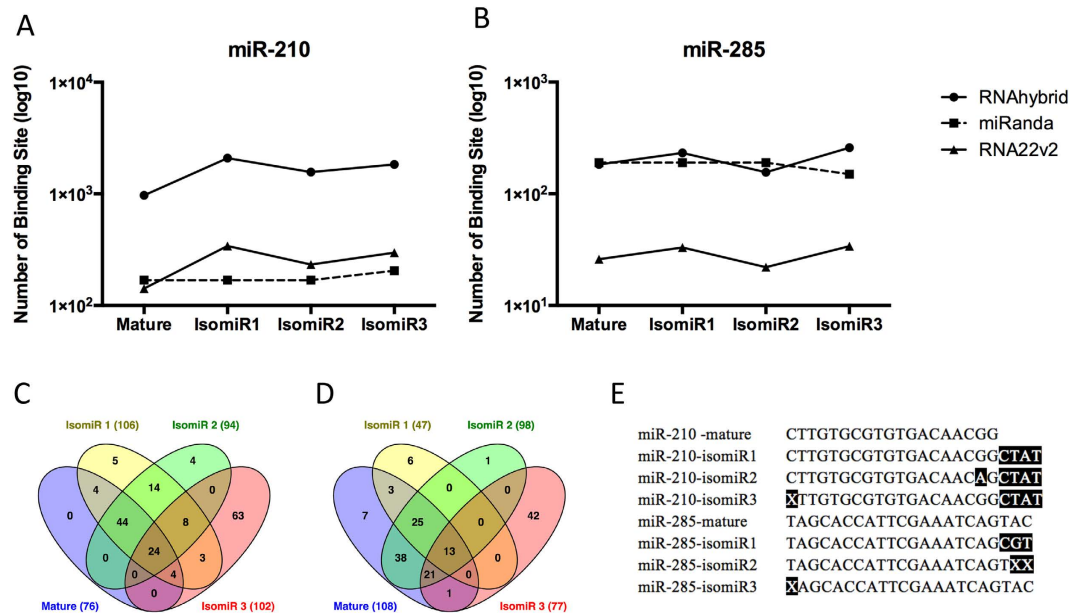 A
miR-210
Number of Binding Site (log10)
1×10⁴
1×10³
1×10²
Mature IsomiR1 IsomiR2 IsomiR3
B
miR-285
Number of Binding Site (log10)
1×10³
1×10²
1×10¹
Mature IsomiR1 IsomiR2 IsomiR3
RNAhybrid
miRanda
RNA22v2
C
IsomiR 1 (106) IsomiR 2 (94)
5 4
4 14 0
0 44 8 63
24
0 0 4 3
0
Mature (76) IsomiR 3 (102)
D
IsomiR 1 (47) IsomiR 2 (98)
6 1
3 0 0
7 25 0 42
13
38 21 0 0
1
Mature (108) IsomiR 3 (77)
E
miR-210 -mature CTTGTGCGTGTGACAACGG
miR-210-isomiR1 CTTGTGCGTGTGACAACGGCTAT
miR-210-isomiR2 CTTGTGCGTGTGACAACAGCTAT
miR-210-isomiR3 XTTGTGCGTGTGACAACGGCTAT
miR-285-mature TAGCACCATTCGAAATCAGTAC
miR-285-isomiR1 TAGCACCATTCGAAATCAGCGT
miR-285-isomiR2 TAGCACCATTCGAAATCAGTXX
miR-285-isomiR3 XAGCACCATTCGAAATCAGTAC